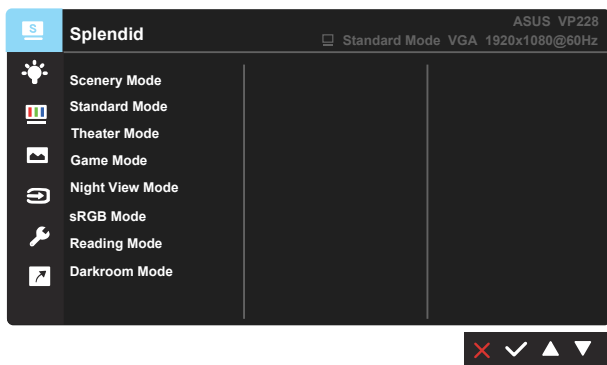 S
Splendid
ASUS VP228
Standard Mode VGA 1920x1080@60Hz
Scenery Mode
Standard Mode
Theater Mode
Game Mode
Night View Mode
sRGB Mode
Reading Mode
Darkroom Mode